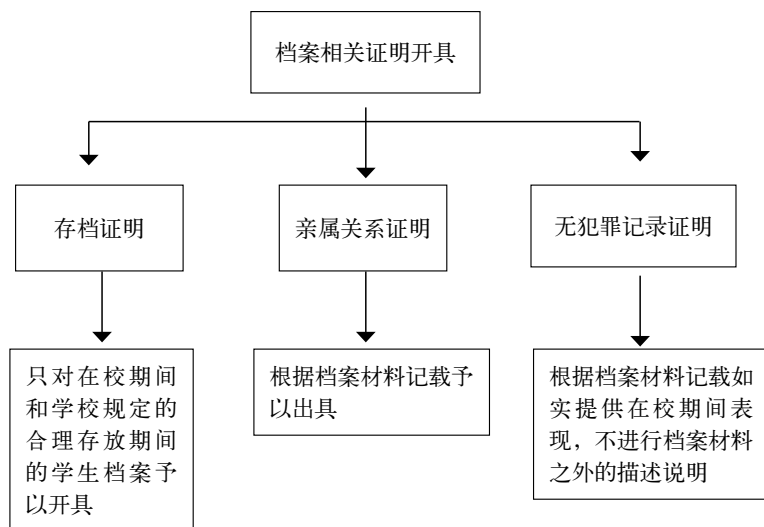 档案相关证明开具
存档证明
亲属关系证明
无犯罪记录证明
只对在校期间
和学校规定的
合理存放期间
的学生档案予
以开具
根据档案材料记载予
以出具
根据档案材料记载如
实提供在校期间表
现，不进行档案材料
之外的描述说明